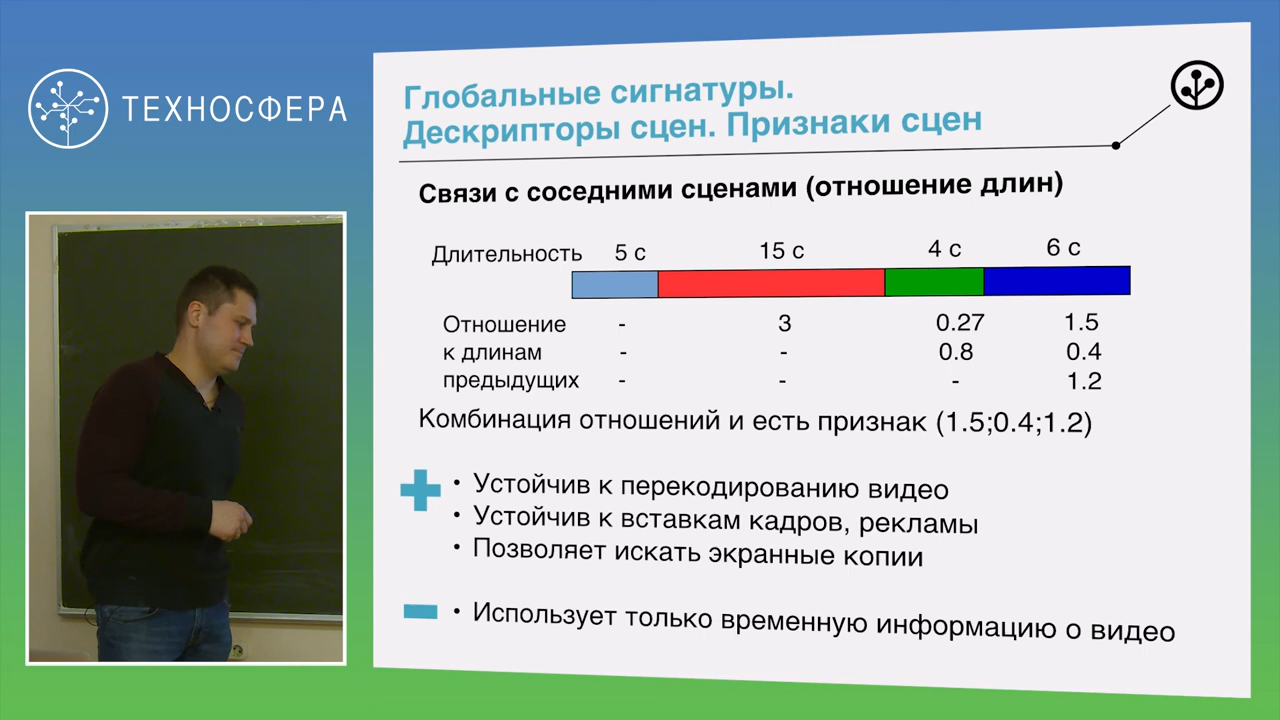 ТЕХНОСФЕРА
Глобальные сигнатуры.
Дескрипторы сцен. Признаки сцен
Связи с соседними сценами (отношение длин)
Длительность 5 с 15 с 4 с 6 с
Отношение - 3 0.27 1.5
к длинам - - 0.8 0.4
предыдущих - - - 1.2
Комбинация отношений и есть признак (1.5;0.4;1.2)
+ • Устойчив к перекодированию видео
• Устойчив к вставкам кадров, рекламы
• Позволяет искать экранные копии
- • Использует только временную информацию о видео